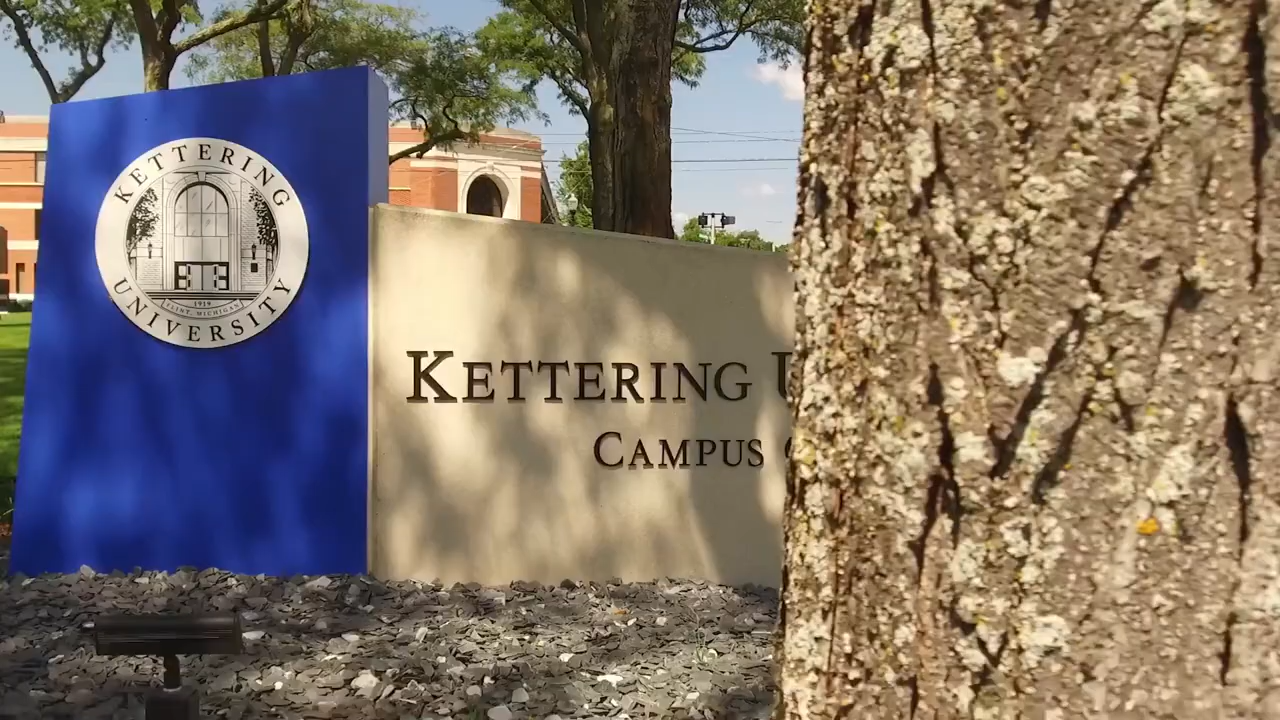 KETTERING
UNIVERSITY
1919
FLINT, MICHIGAN
KETTERING U
CAMPUS